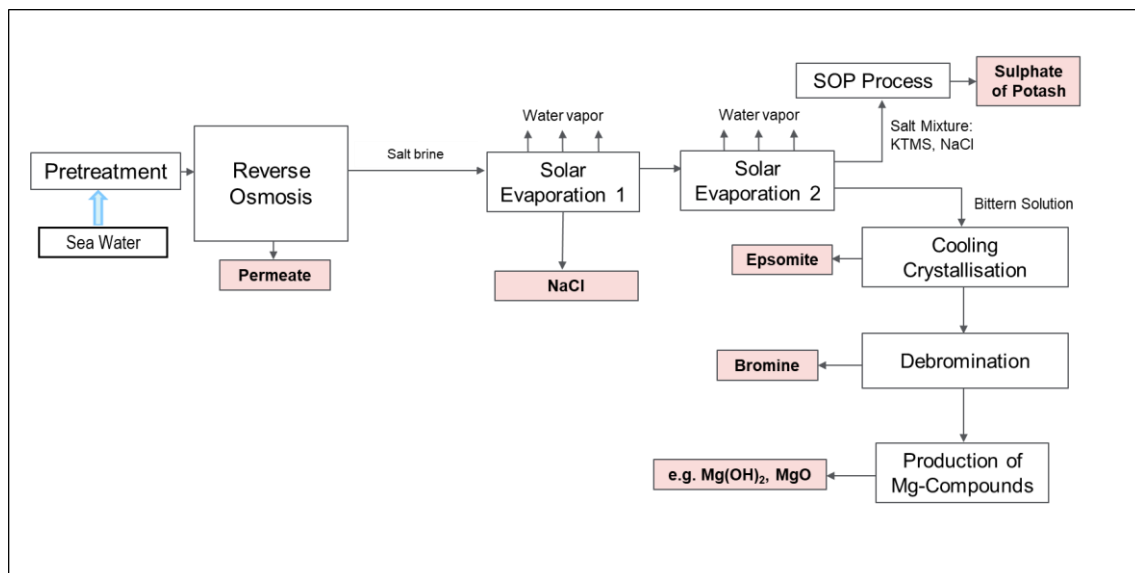 Pretreatment
Sea Water
Reverse
Osmosis
Permeate
Salt brine
Water vapor
Solar
Evaporation 1
NaCl
Water vapor
Solar
Evaporation 2
SOP Process
Sulphate
of Potash
Salt Mixture:
KTMS, NaCl
Bittern Solution
Cooling
Crystallisation
Epsomite
Debromination
Bromine
Production of
Mg-Compounds
e.g. Mg(OH)₂, MgO